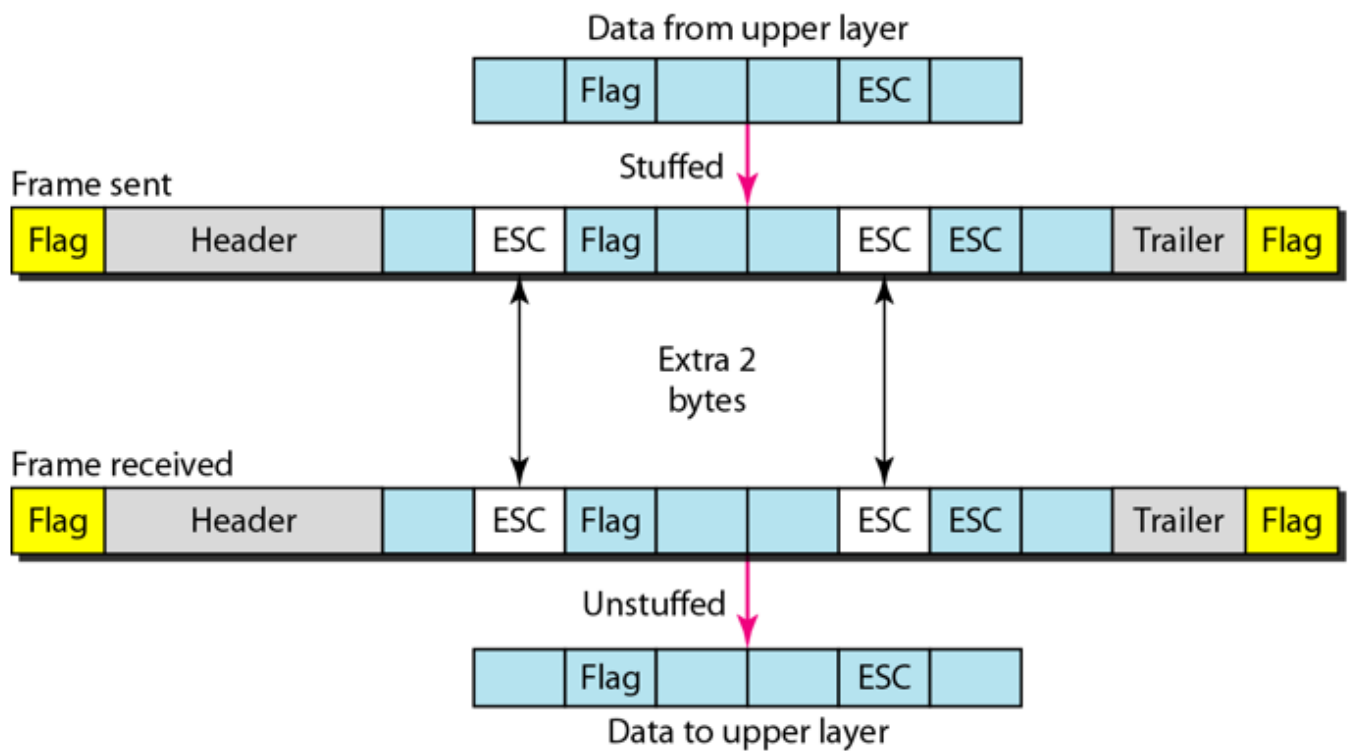 Data from upper layer
Flag ESC
Stuffed
Frame sent
Flag Header ESC Flag ESC ESC Trailer Flag
Extra 2
bytes
Frame received
Flag Header ESC Flag ESC ESC Trailer Flag
Unstuffed
Flag ESC
Data to upper layer